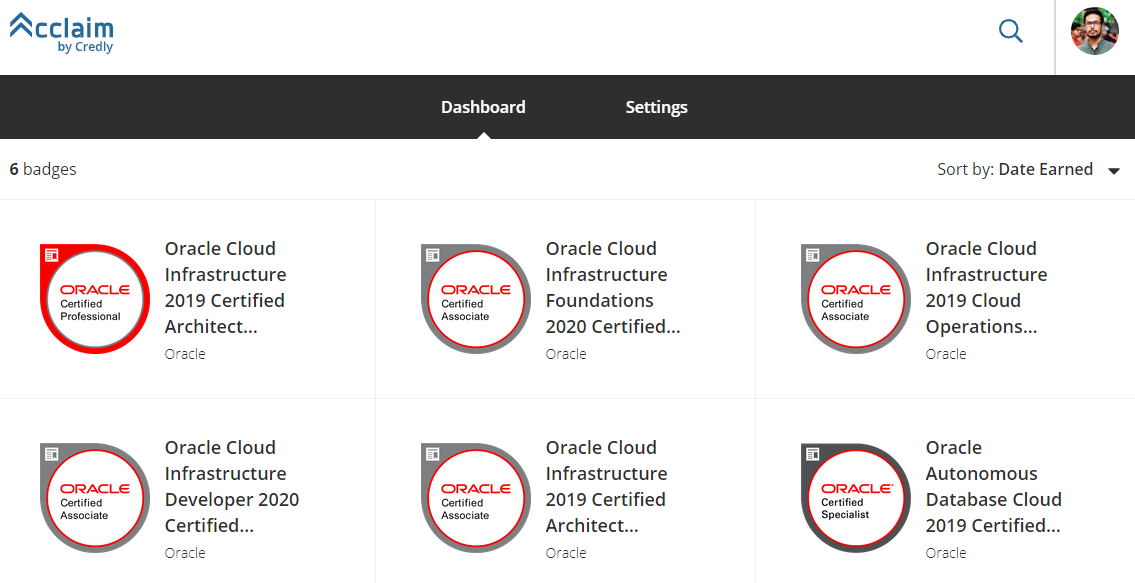 Acclaim
by Credly
Dashboard
Settings
6 badges
Sort by: Date Earned
ORACLE
Certified
Professional
Oracle Cloud
Infrastructure
2019 Certified
Architect...
Oracle
ORACLE
Certified
Associate
Oracle Cloud
Infrastructure
Foundations
2020 Certified...
Oracle
ORACLE
Certified
Associate
Oracle Cloud
Infrastructure
2019 Cloud
Operations...
Oracle
ORACLE
Certified
Associate
Oracle Cloud
Infrastructure
Developer 2020
Certified...
Oracle
ORACLE
Certified
Associate
Oracle Cloud
Infrastructure
2019 Certified
Architect...
Oracle
ORACLE
Certified
Specialist
Oracle
Autonomous
Database Cloud
2019 Certified...
Oracle